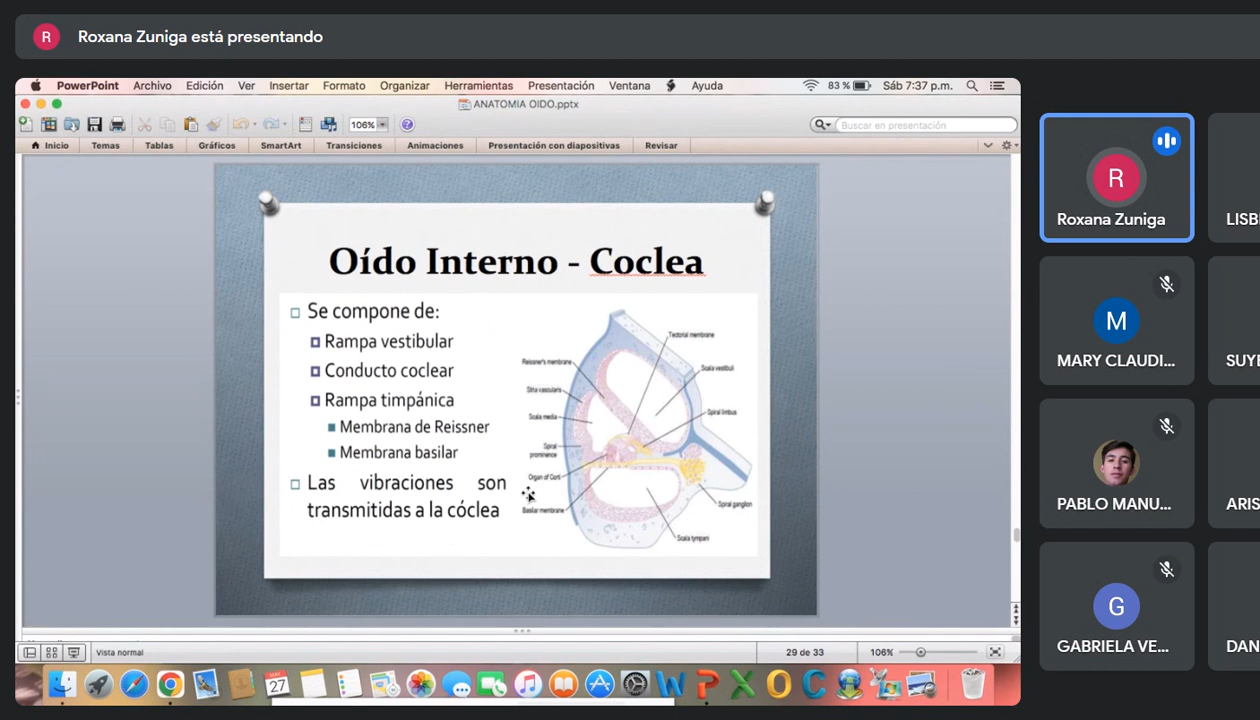 R Roxana Zuniga está presentando
PowerPoint Archivo Edición Ver Insertar Formato Organizar Herramientas Presentación Ventana Ayuda 83 % Sáb 7:37 p.m.
ANATOMIA OIDO.pptx
106% Buscar en presentación
Inicio Temas Tablas Gráficos SmartArt Transiciones Animaciones Presentación con diapositivas Revisar
Oído Interno - Coclea
Se compone de:
Rampa vestibular
Conducto coclear
Rampa timpánica
Membrana de Reissner
Membrana basilar
Las vibraciones son
transmitidas a la cóclea
Tectorial membrane
Reissner's membrane
Scala vestibuli
Stria vascularis
Scala media
Spiral limbus
Spiral
prominence
Organ of Corti
Basilar membrane
Spiral ganglion
Scala tympani
Vista normal 29 de 33 106%
27
R
Roxana Zuniga
LISB
M
MARY CLAUDI...
SUY
PABLO MANU...
ARIS
G
GABRIELA VE...
DAN